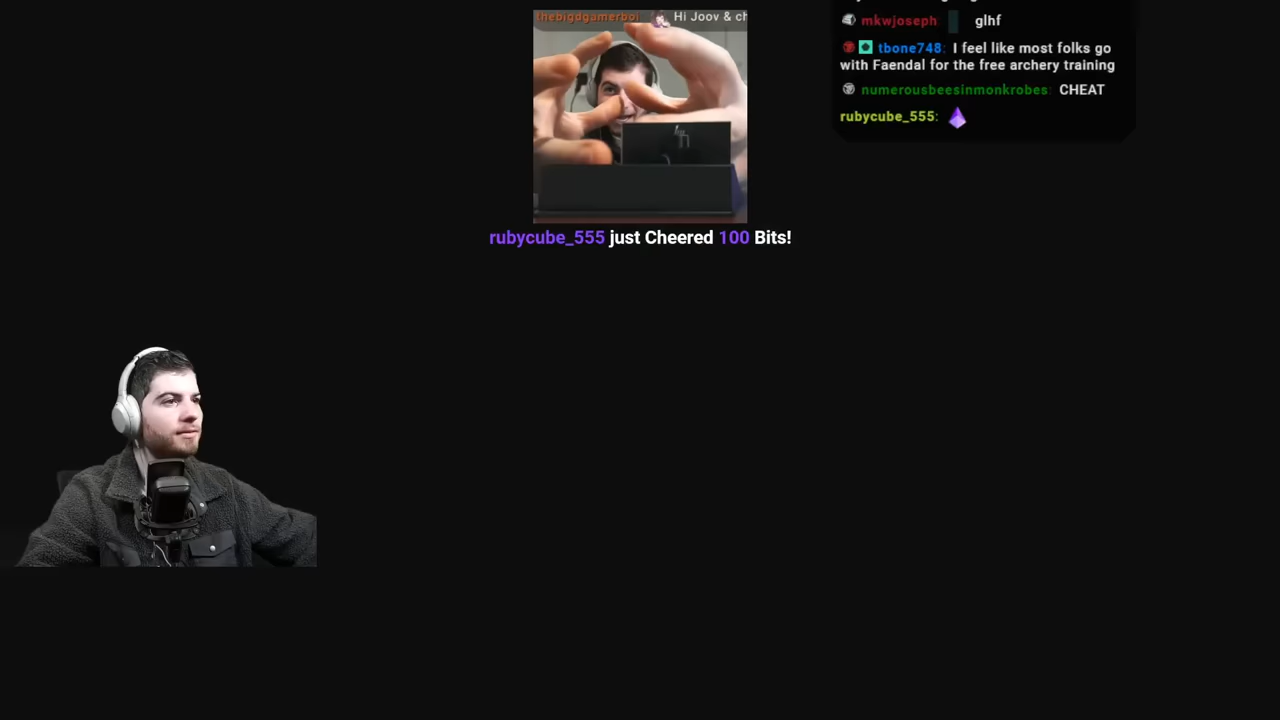 thebigdgamerboi Hi Joov & ch
rubycube_555 just Cheered 100 Bits!
mkwjoseph glhf
tbone748: I feel like most folks go
with Faendal for the free archery training
numerousbeesinmonkrobes: CHEAT
rubycube_555: